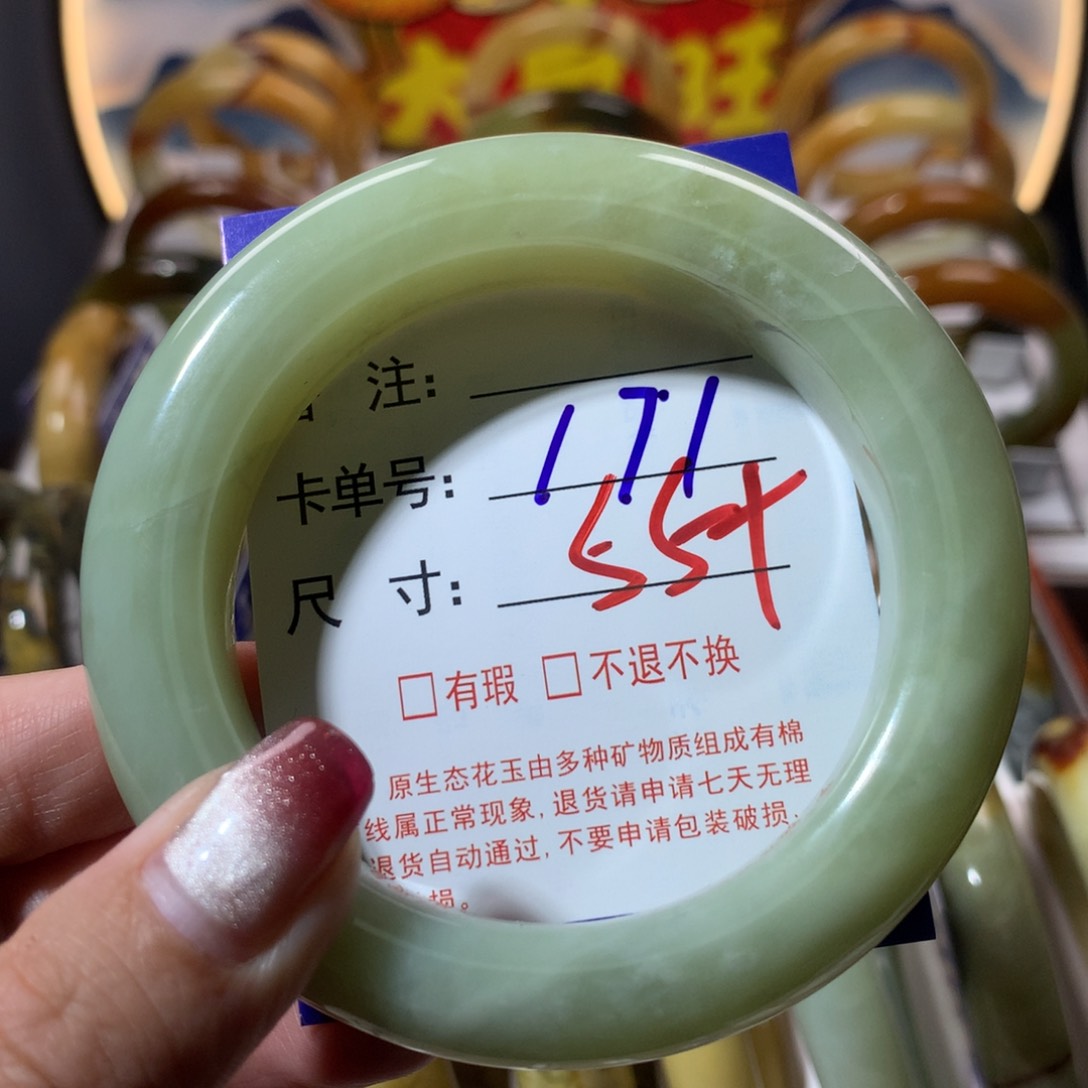 大 旺
注:
卡单号: 171
尺 寸: 55
□有瑕 □不退不换
原生态花玉由多种矿物质组成有棉
线属正常现象, 退货请申请七天无理
退货自动通过, 不要申请包装破损、
损。